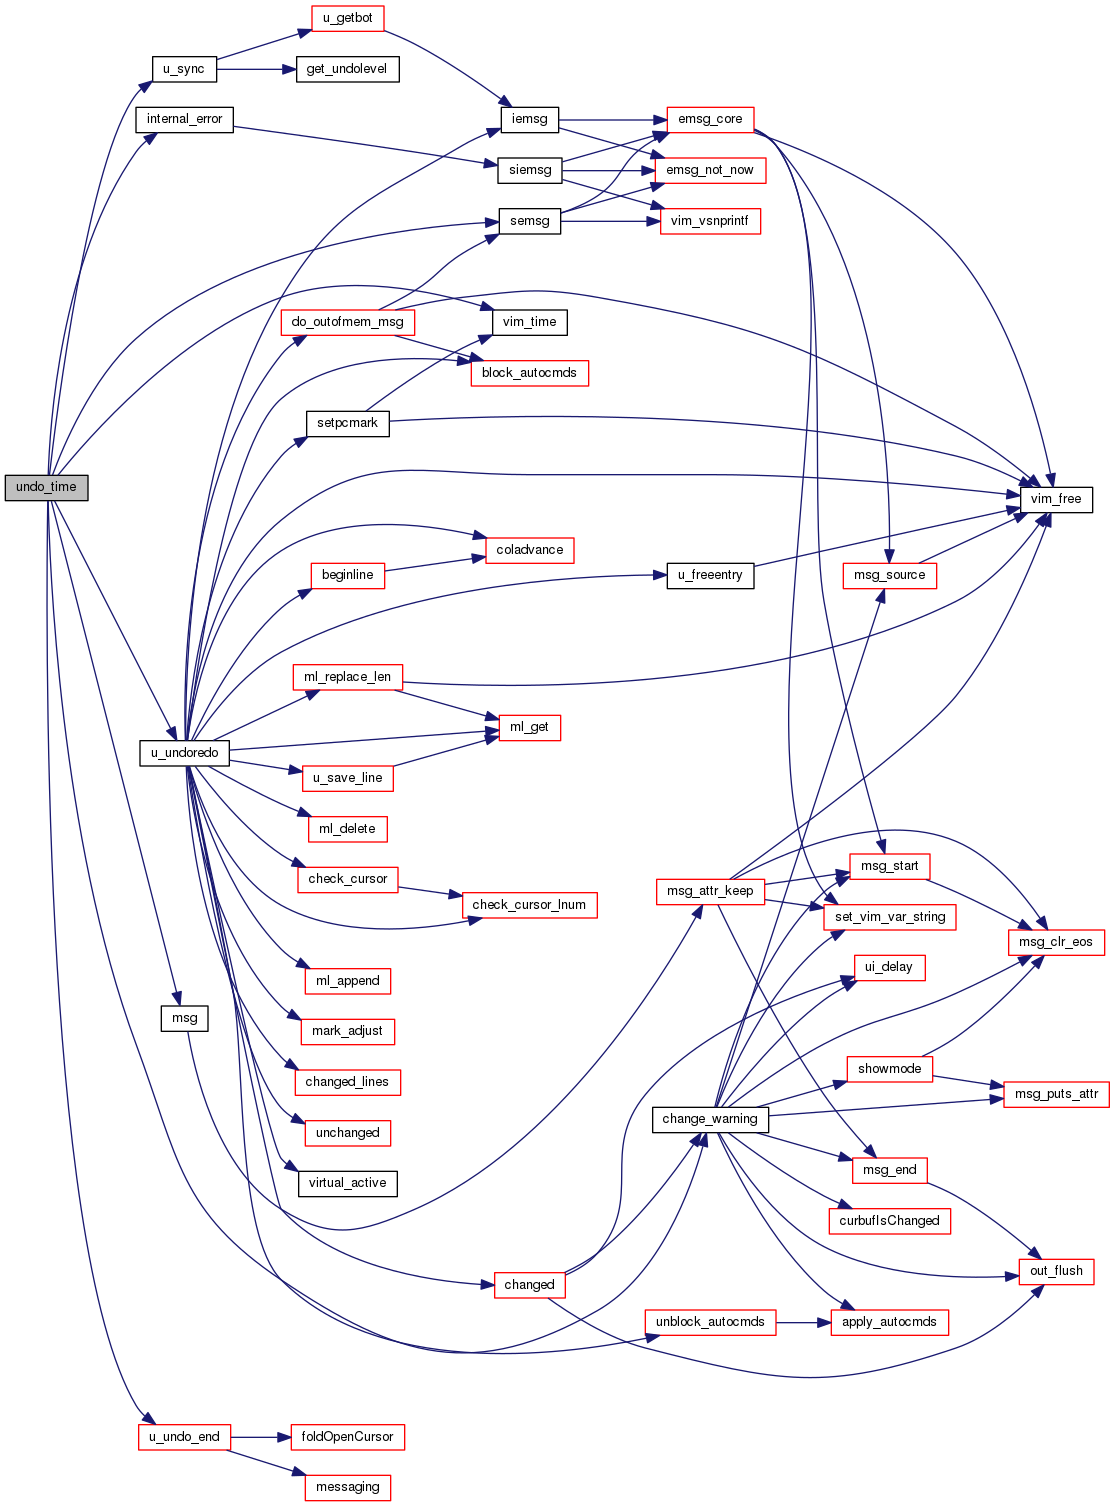 u_getbot
u_sync
get_undolevel
internal_error
iemsg
emsg_core
siemsg
emsg_not_now
semsg
vim_vsnprintf
do_outofmem_msg
vim_time
block_autocmds
setpcmark
undo_time
vim_free
coladvance
beginline
u_freeentry
msg_source
ml_replace_len
ml_get
u_undoredo
u_save_line
ml_delete
check_cursor
msg_start
msg_attr_keep
check_cursor_lnum
set_vim_var_string
msg_clr_eos
ui_delay
ml_append
msg
mark_adjust
showmode
changed_lines
msg_puts_attr
change_warning
unchanged
msg_end
virtual_active
curbufIsChanged
out_flush
changed
unblock_autocmds
apply_autocmds
u_undo_end
foldOpenCursor
messaging